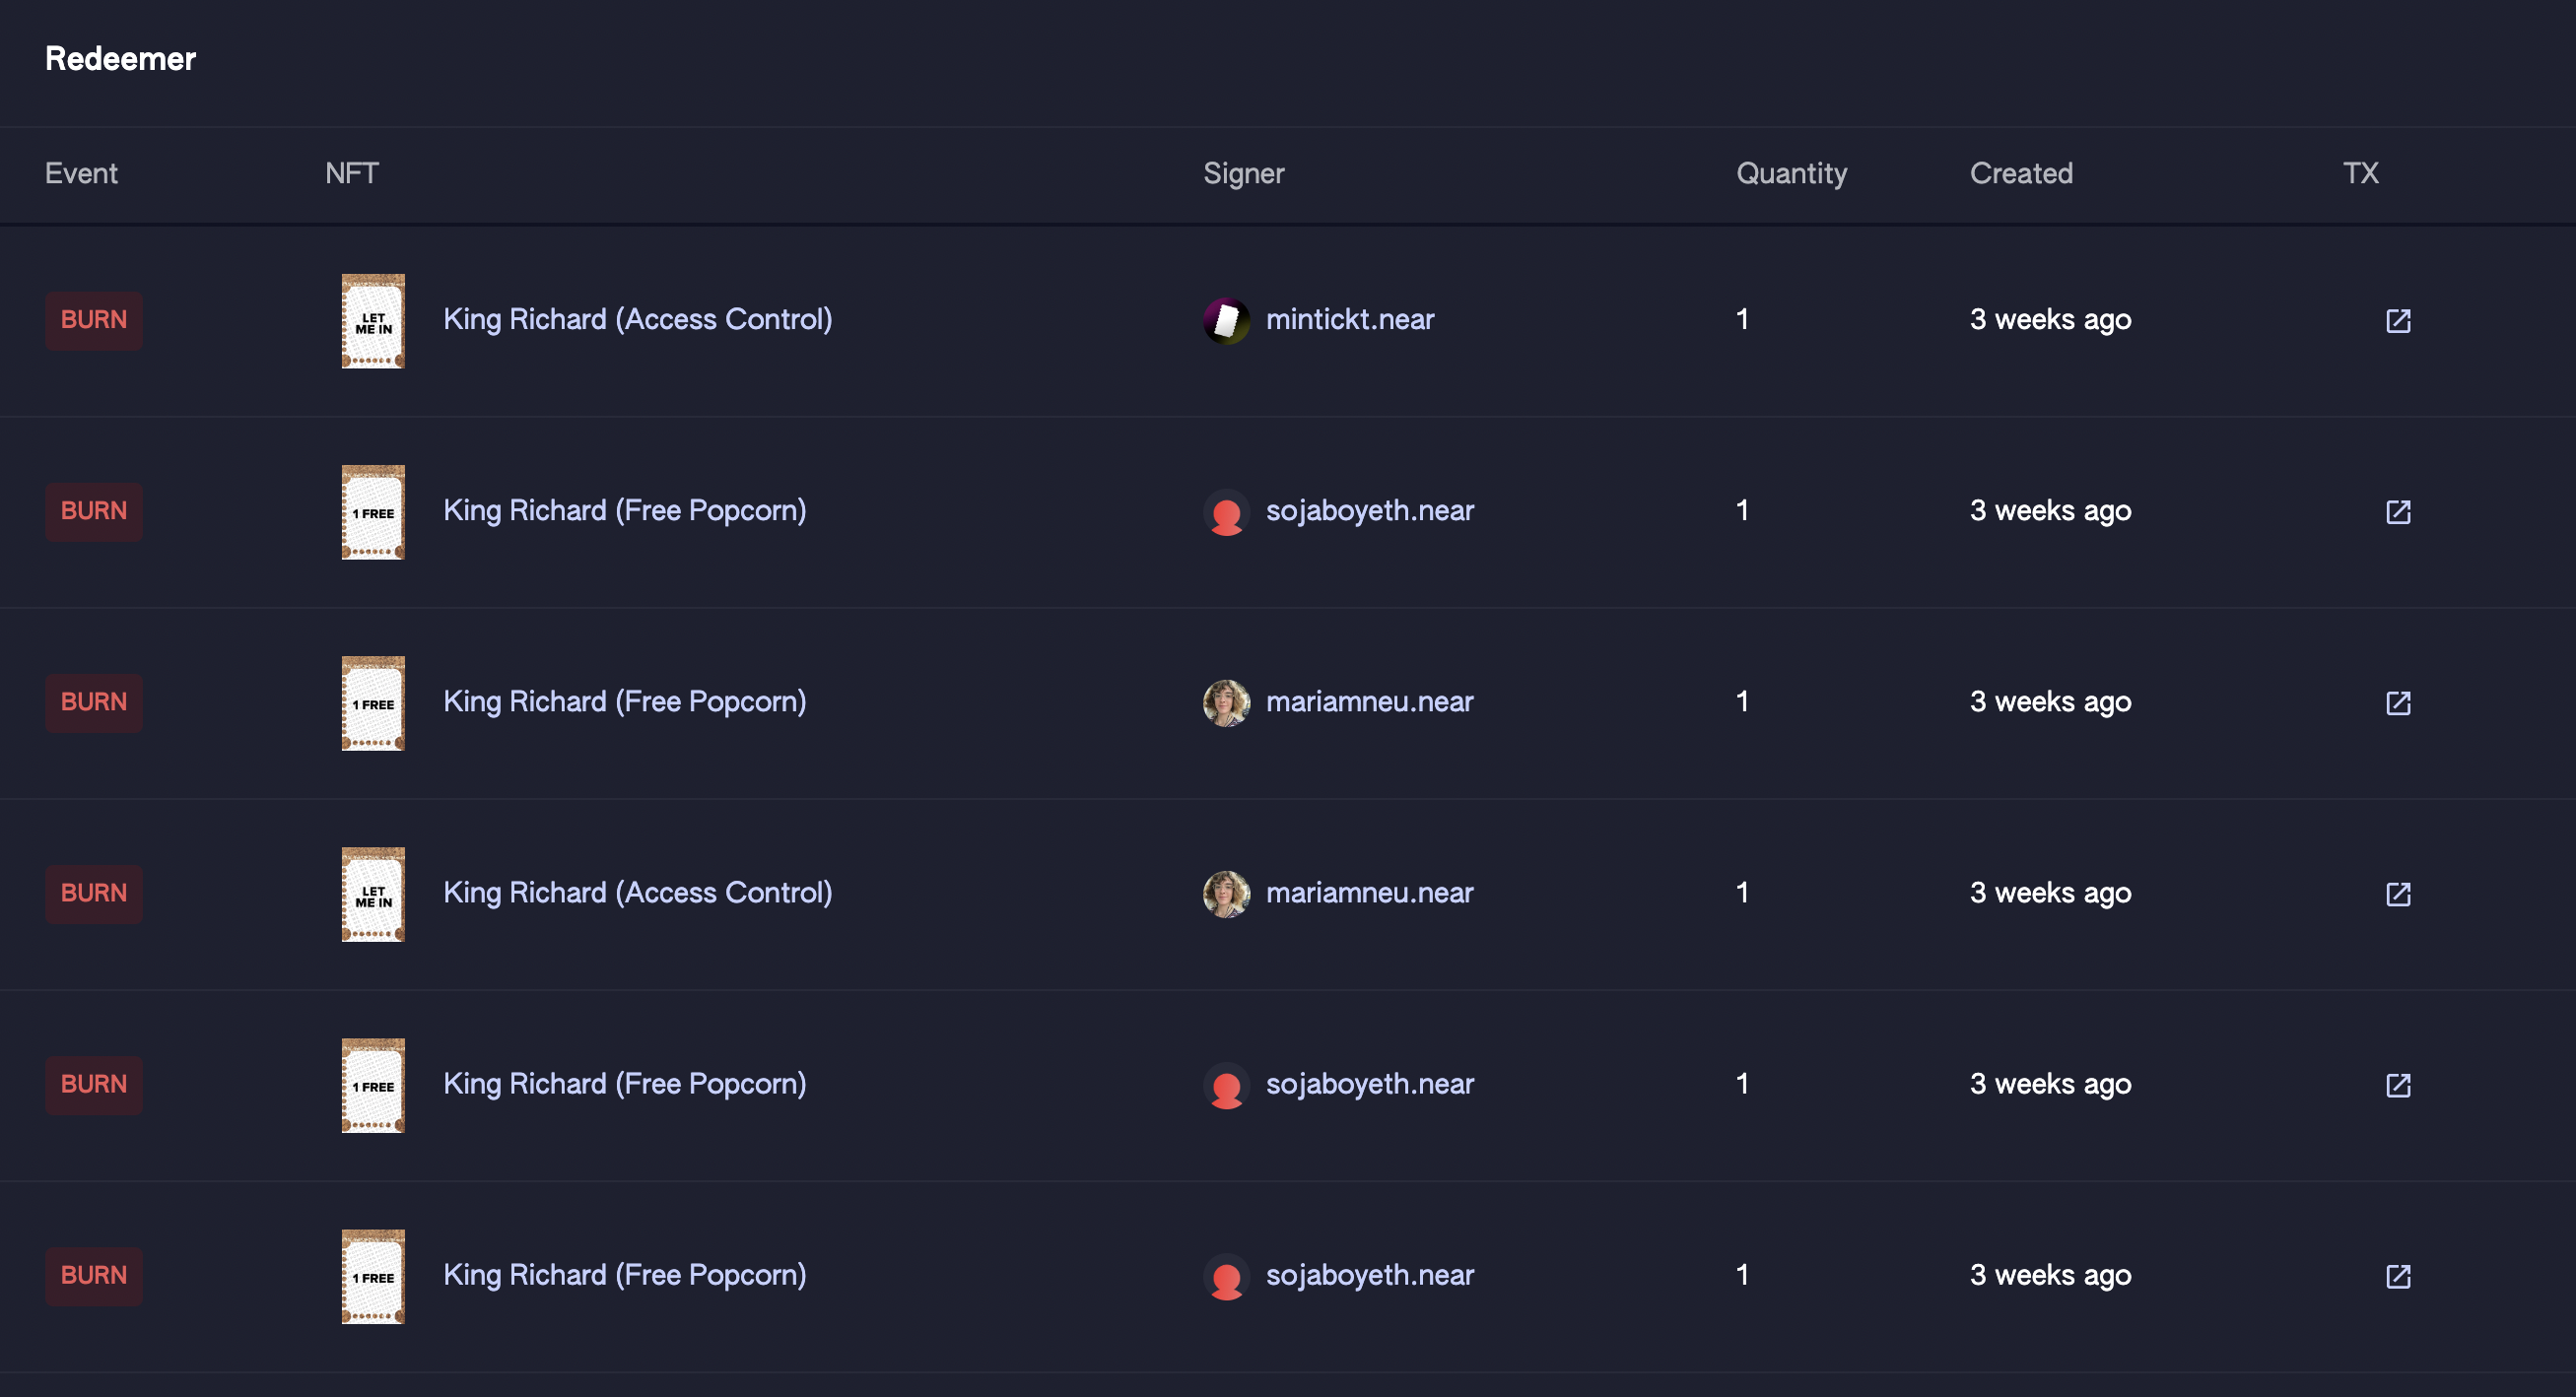 Redeemer
Event NFT Signer Quantity Created TX
BURN LET ME IN King Richard (Access Control) mintickt.near 1 3 weeks ago
BURN 1 FREE King Richard (Free Popcorn) sojaboyeth.near 1 3 weeks ago
BURN 1 FREE King Richard (Free Popcorn) mariamneu.near 1 3 weeks ago
BURN LET ME IN King Richard (Access Control) mariamneu.near 1 3 weeks ago
BURN 1 FREE King Richard (Free Popcorn) sojaboyeth.near 1 3 weeks ago
BURN 1 FREE King Richard (Free Popcorn) sojaboyeth.near 1 3 weeks ago